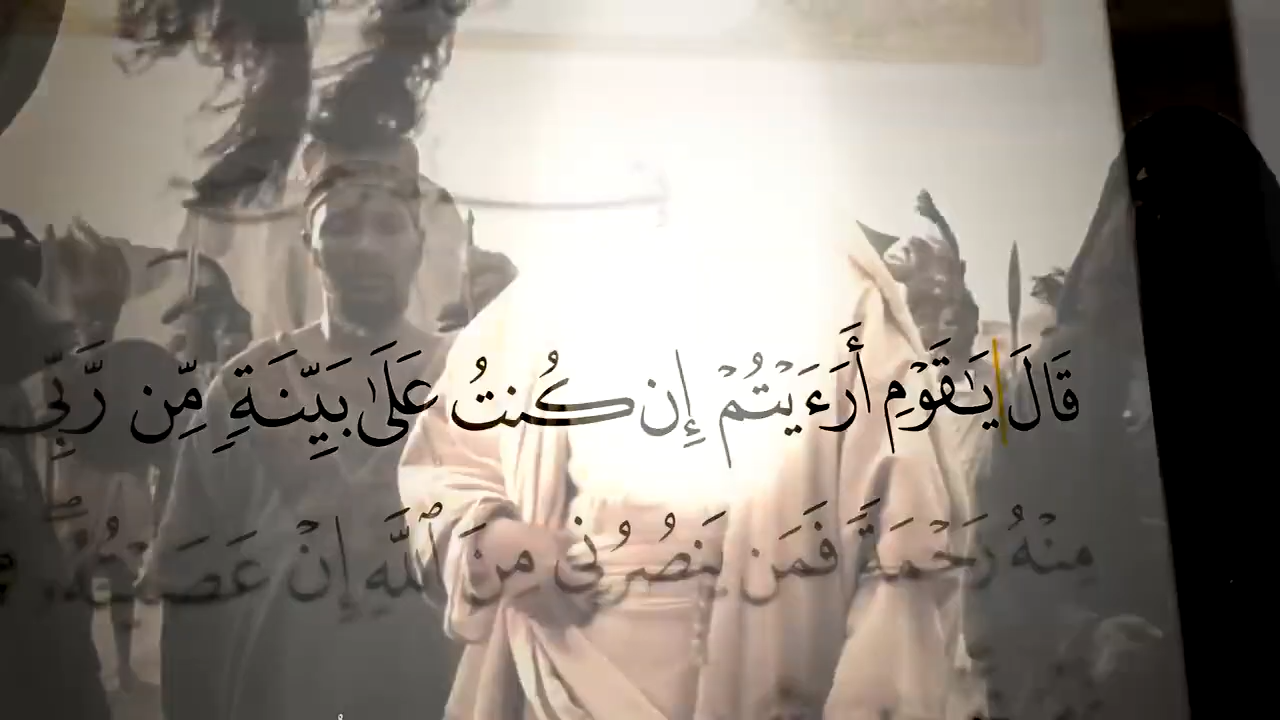 قَالَ يَٰقَوْمِ أَرَءَيْتُمْ إِن كُنتُ عَلَىٰ بَيِّنَةٍ مِّن رَّبِّي
مِنْهُ رَحْمَةً فَمَن يَنصُرُنِي مِنَ ٱللَّهِ إِنْ عَصَيْتُهُۥ